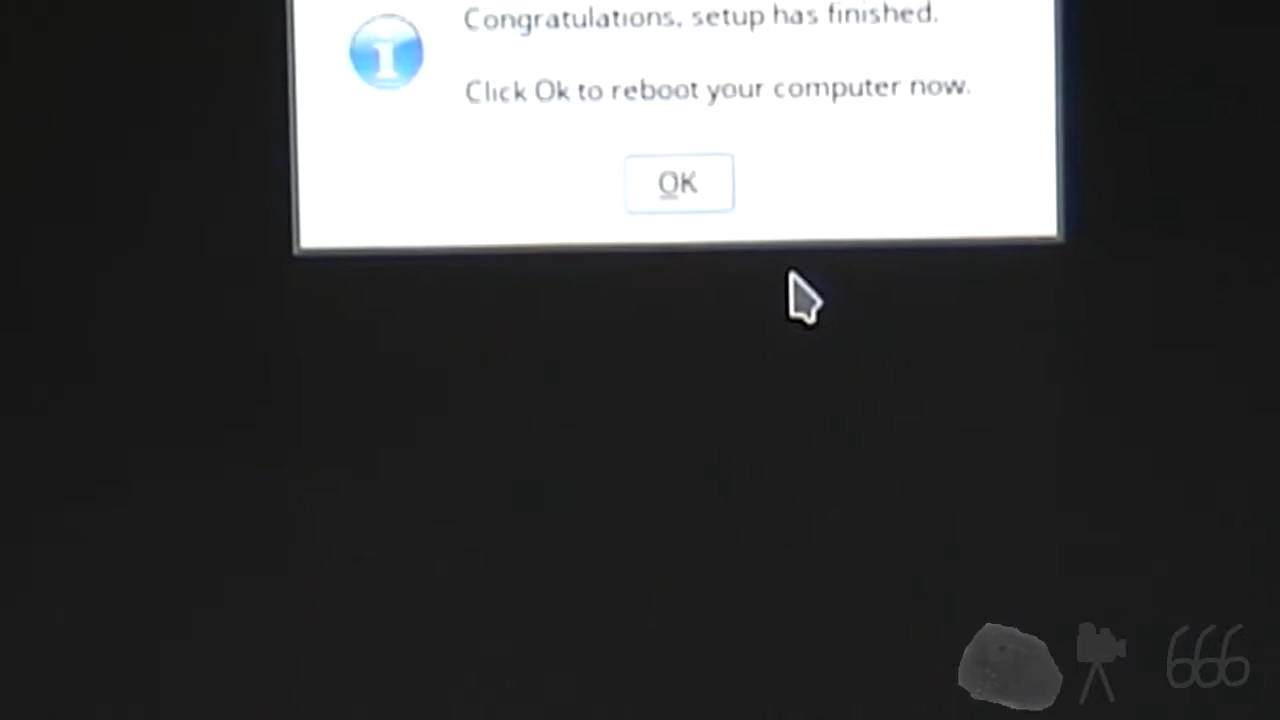 Congratulations, setup has finished.
Click Ok to reboot your computer now.
OK
666